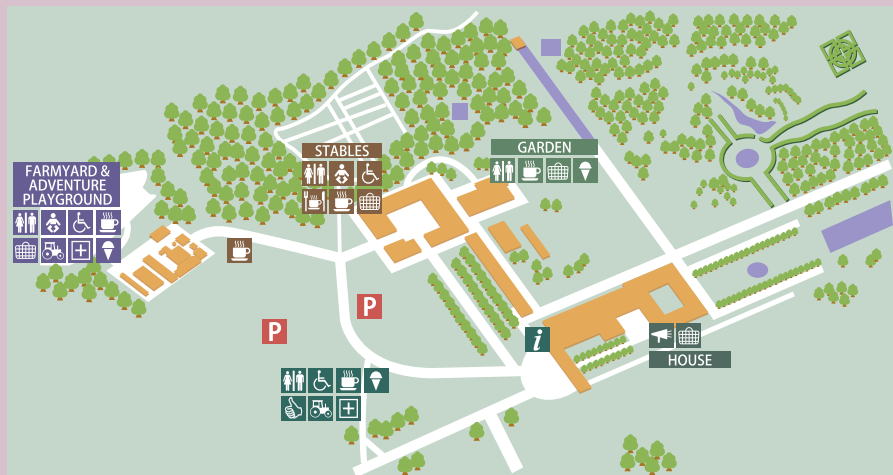 STABLES
GARDEN
FARMYARD &
ADVENTURE
PLAYGROUND
P
P
i
HOUSE